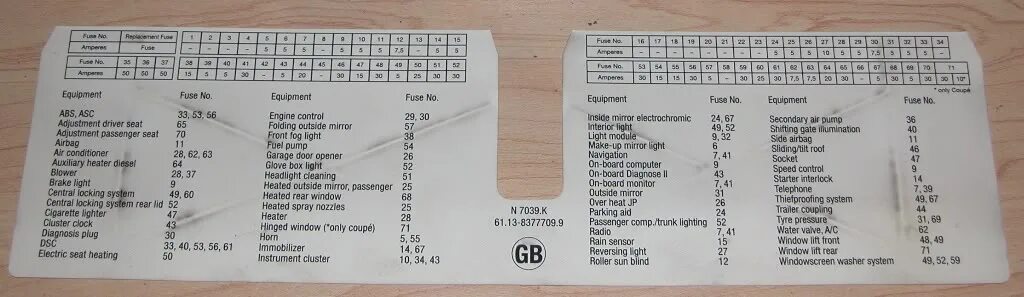 Fuse No. Replacement Fuse 1 2 3 4 5 6 7 8 9 10 11 12 13 14 15
Amperes Fuse – – – – 5 5 5 – 5 5 5 7,5 – 5 5
Fuse No. 35 36 37 38 39 40 41 42 43 44 45 46 47 48 49 50 51 52
Amperes 50 50 50 15 5 5 30 – 5 20 – 30 15 30 5 25 30 30
Equipment Fuse No.
ABS, ASC 33, 53, 56
Adjustment driver seat 65
Adjustment passenger seat 70
Airbag 11
Air conditioner 28, 62, 63
Auxiliary heater diesel 64
Blower 28, 37
Brake light 9
Central locking system 49, 60
Central locking system rear lid 52
Cigarette lighter 47
Cluster clock 43
Diagnosis plug 30
DSC 33, 40, 53, 56, 61
Electric seat heating 50
Equipment Fuse No.
Engine control 29, 30
Folding outside mirror 57
Front fog light 38
Fuel pump 54
Garage door opener 26
Glove box light 52
Headlight cleaning 51
Heated outside mirror, passenger 25
Heated rear window 68
Heated spray nozzles 25
Heater 28
Hinged window (*only coupé) 71
Horn 5, 55
Immobilizer 14, 67
Instrument cluster 10, 34, 43
N 7039.K
61.13-8377709.9
GB
Fuse No. 16 17 18 19 20 21 22 23 24 25 26 27 28 29 30 31 32 33 34
Amperes
Fuse No. 53 54 55 56 57 58 59 60 61 62 63 64 65 66 67 68 69 70 71
Amperes 30 15 15 30 5 – 30 25 30 7,5 7,5 20 30 – 5 30 5 30 30 10*
* only Coupé
Equipment Fuse No.
Inside mirror electrochromic 24, 67
Interior light 49, 52
Light module 9, 32
Make-up mirror light 6
Navigation 7, 41
On-board computer 9
On-board Diagnose II 43
On-board monitor 7, 41
Outside mirror 31
Over heat JP 26
Parking aid 24
Passenger comp./trunk lighting 52
Radio 7, 41
Rain sensor 15
Reversing light 27
Roller sun blind 12
Equipment Fuse No.
Secondary air pump 36
Shifting gate illumination 40
Side airbag 11
Sliding/tilt roof 46
Socket 47
Speed control 9
Starter interlock 14
Telephone 7, 39
Thiefproofing system 49, 67
Trailer coupling 44
Tyre pressure 31, 69
Water valve, A/C 62
Window lift front 48, 49
Window lift rear 71
Windowscreen washer system 49, 52, 59